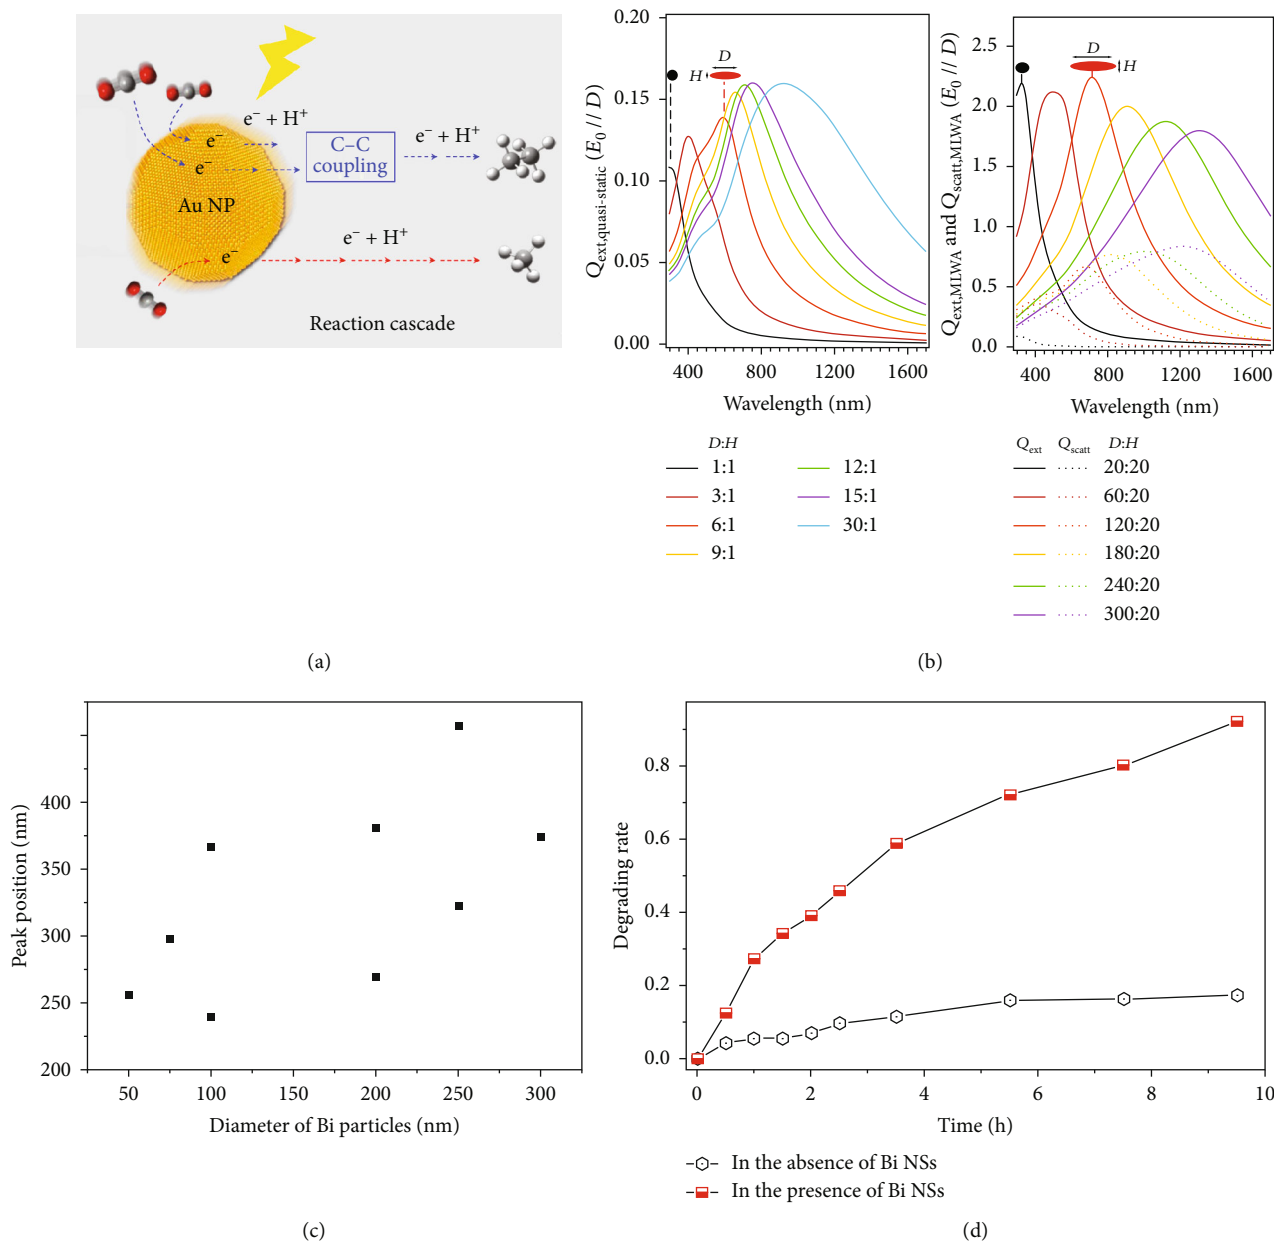 e⁻ + H⁺
e⁻
C–C
coupling
e⁻ + H⁺
e⁻
Au NP
e⁻
e⁻ + H⁺
Reaction cascade
(a)
Q_ext,quasi-static (E₀ // D)
0.20
0.15
0.10
0.05
0.00
D
H
400
800
1200
1600
Wavelength (nm)
D:H
1:1
3:1
6:1
9:1
12:1
15:1
30:1
Q_ext,MLWA and Q_scatt,MLWA (E₀ // D)
2.5
2.0
1.5
1.0
0.5
0.0
D
H
400
800
1200
1600
Wavelength (nm)
Q_ext Q_scatt D:H
20:20
60:20
120:20
180:20
240:20
300:20
(b)
Peak position (nm)
400
350
300
250
200
50
100
150
200
250
300
Diameter of Bi particles (nm)
(c)
Degrading rate
0.8
0.6
0.4
0.2
0.0
0
2
4
6
8
10
Time (h)
In the absence of Bi NSs
In the presence of Bi NSs
(d)